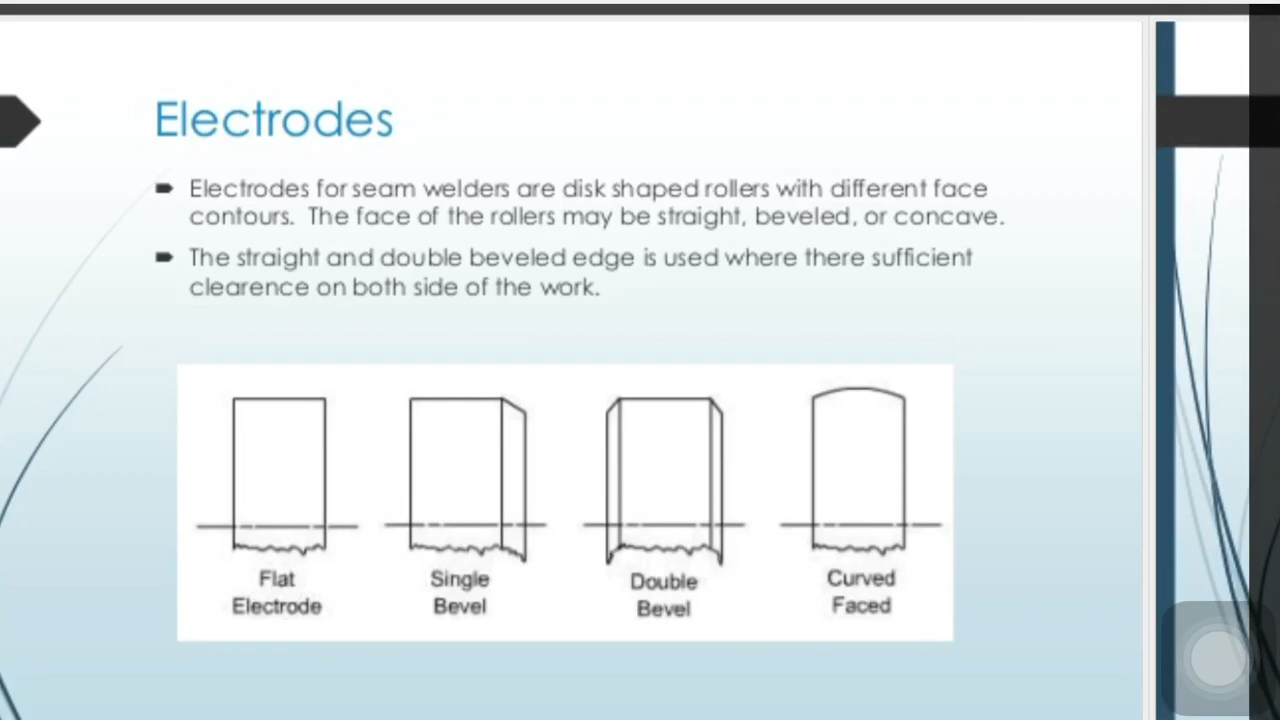 Electrodes
Electrodes for seam welders are disk shaped rollers with different face
contours. The face of the rollers may be straight, beveled, or concave.
The straight and double beveled edge is used where there sufficient
clearence on both side of the work.
Flat
Electrode
Single
Bevel
Double
Bevel
Curved
Faced